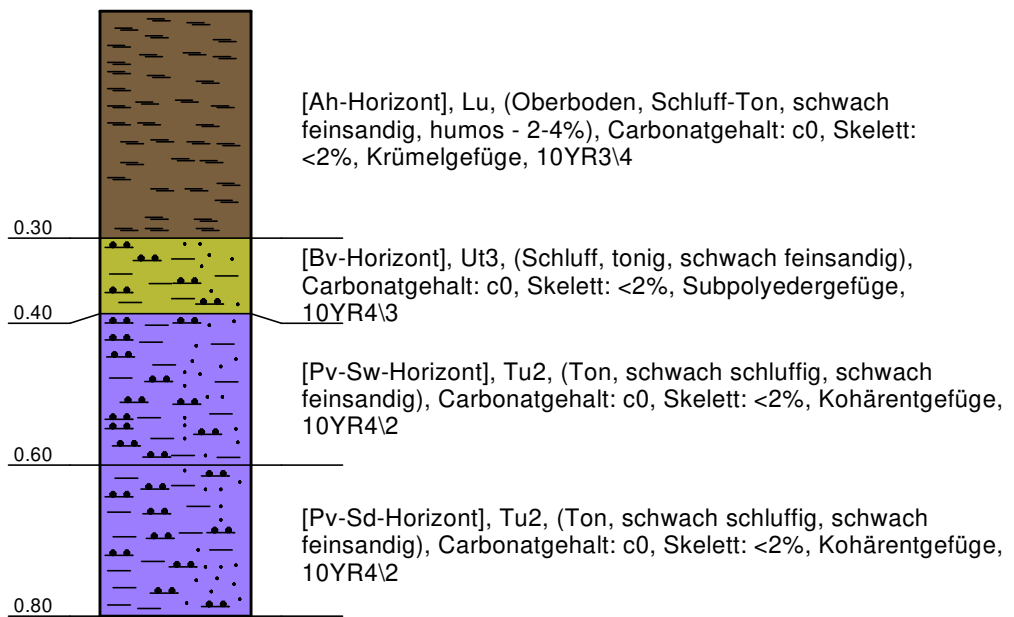 [Ah-Horizont], Lu, (Oberboden, Schluff-Ton, schwach
feinsandig, humos - 2-4%), Carbonatgehalt: c0, Skelett:
<2%, Krümelgefüge, 10YR3\4
0.30
[Bv-Horizont], Ut3, (Schluff, tonig, schwach feinsandig),
Carbonatgehalt: c0, Skelett: <2%, Subpolyedergefüge,
10YR4\3
0.40
[Pv-Sw-Horizont], Tu2, (Ton, schwach schluffig, schwach
feinsandig), Carbonatgehalt: c0, Skelett: <2%, Kohärentgefüge,
10YR4\2
0.60
[Pv-Sd-Horizont], Tu2, (Ton, schwach schluffig, schwach
feinsandig), Carbonatgehalt: c0, Skelett: <2%, Kohärentgefüge,
10YR4\2
0.80